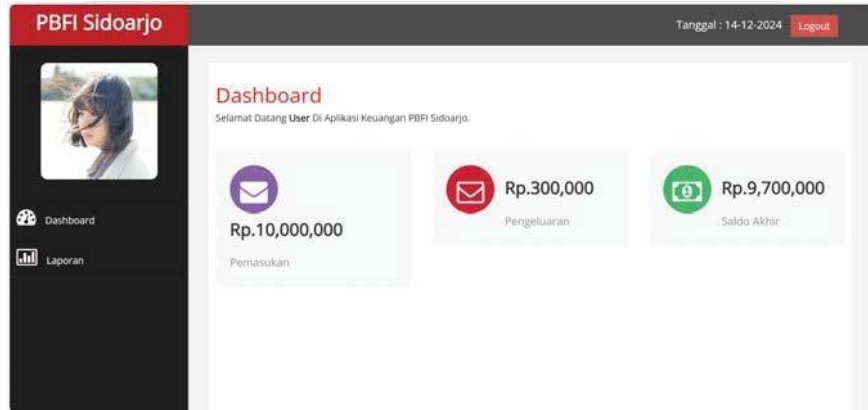 PBFI Sidoarjo
Tanggal : 14-12-2024 Logout
Dashboard
Selamat Datang User Di Aplikasi Keuangan PBFI Sidoarjo.
Dashboard
Laporan
Rp.10,000,000
Pemasukan
Rp.300,000
Pengeluaran
Rp.9,700,000
Saldo Akhir